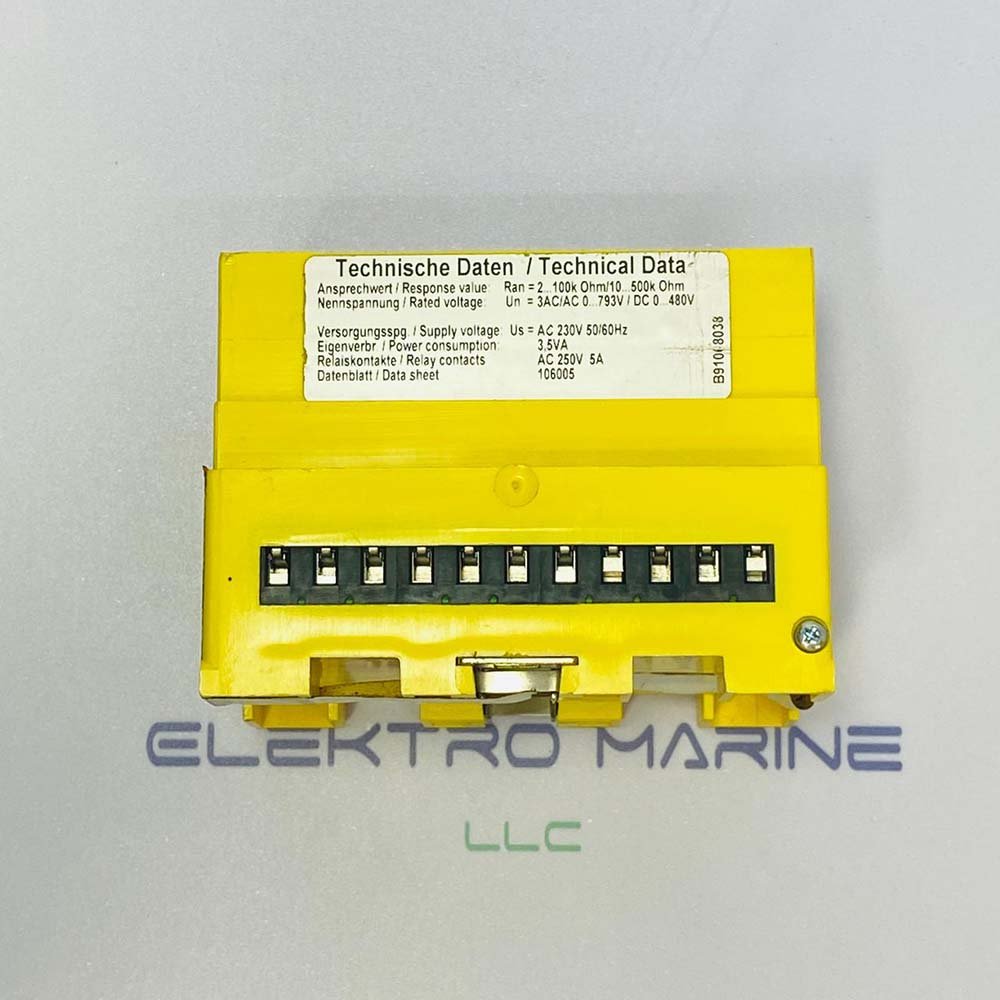 Technische Daten / Technical Data
Ansprechwert / Response value: Ran = 2...100k Ohm/10...500k Ohm
Nennspannung / Rated voltage: Un = 3AC/AC 0...793V / DC 0...480V
Versorgungsspg. / Supply voltage: Us = AC 230V 50/60Hz
Eigenverbr / Power consumption: 3,5VA
Relaiskontakte / Relay contacts AC 250V 5A
Datenblatt / Data sheet 106005
ELEKTRO MARINE
LLC